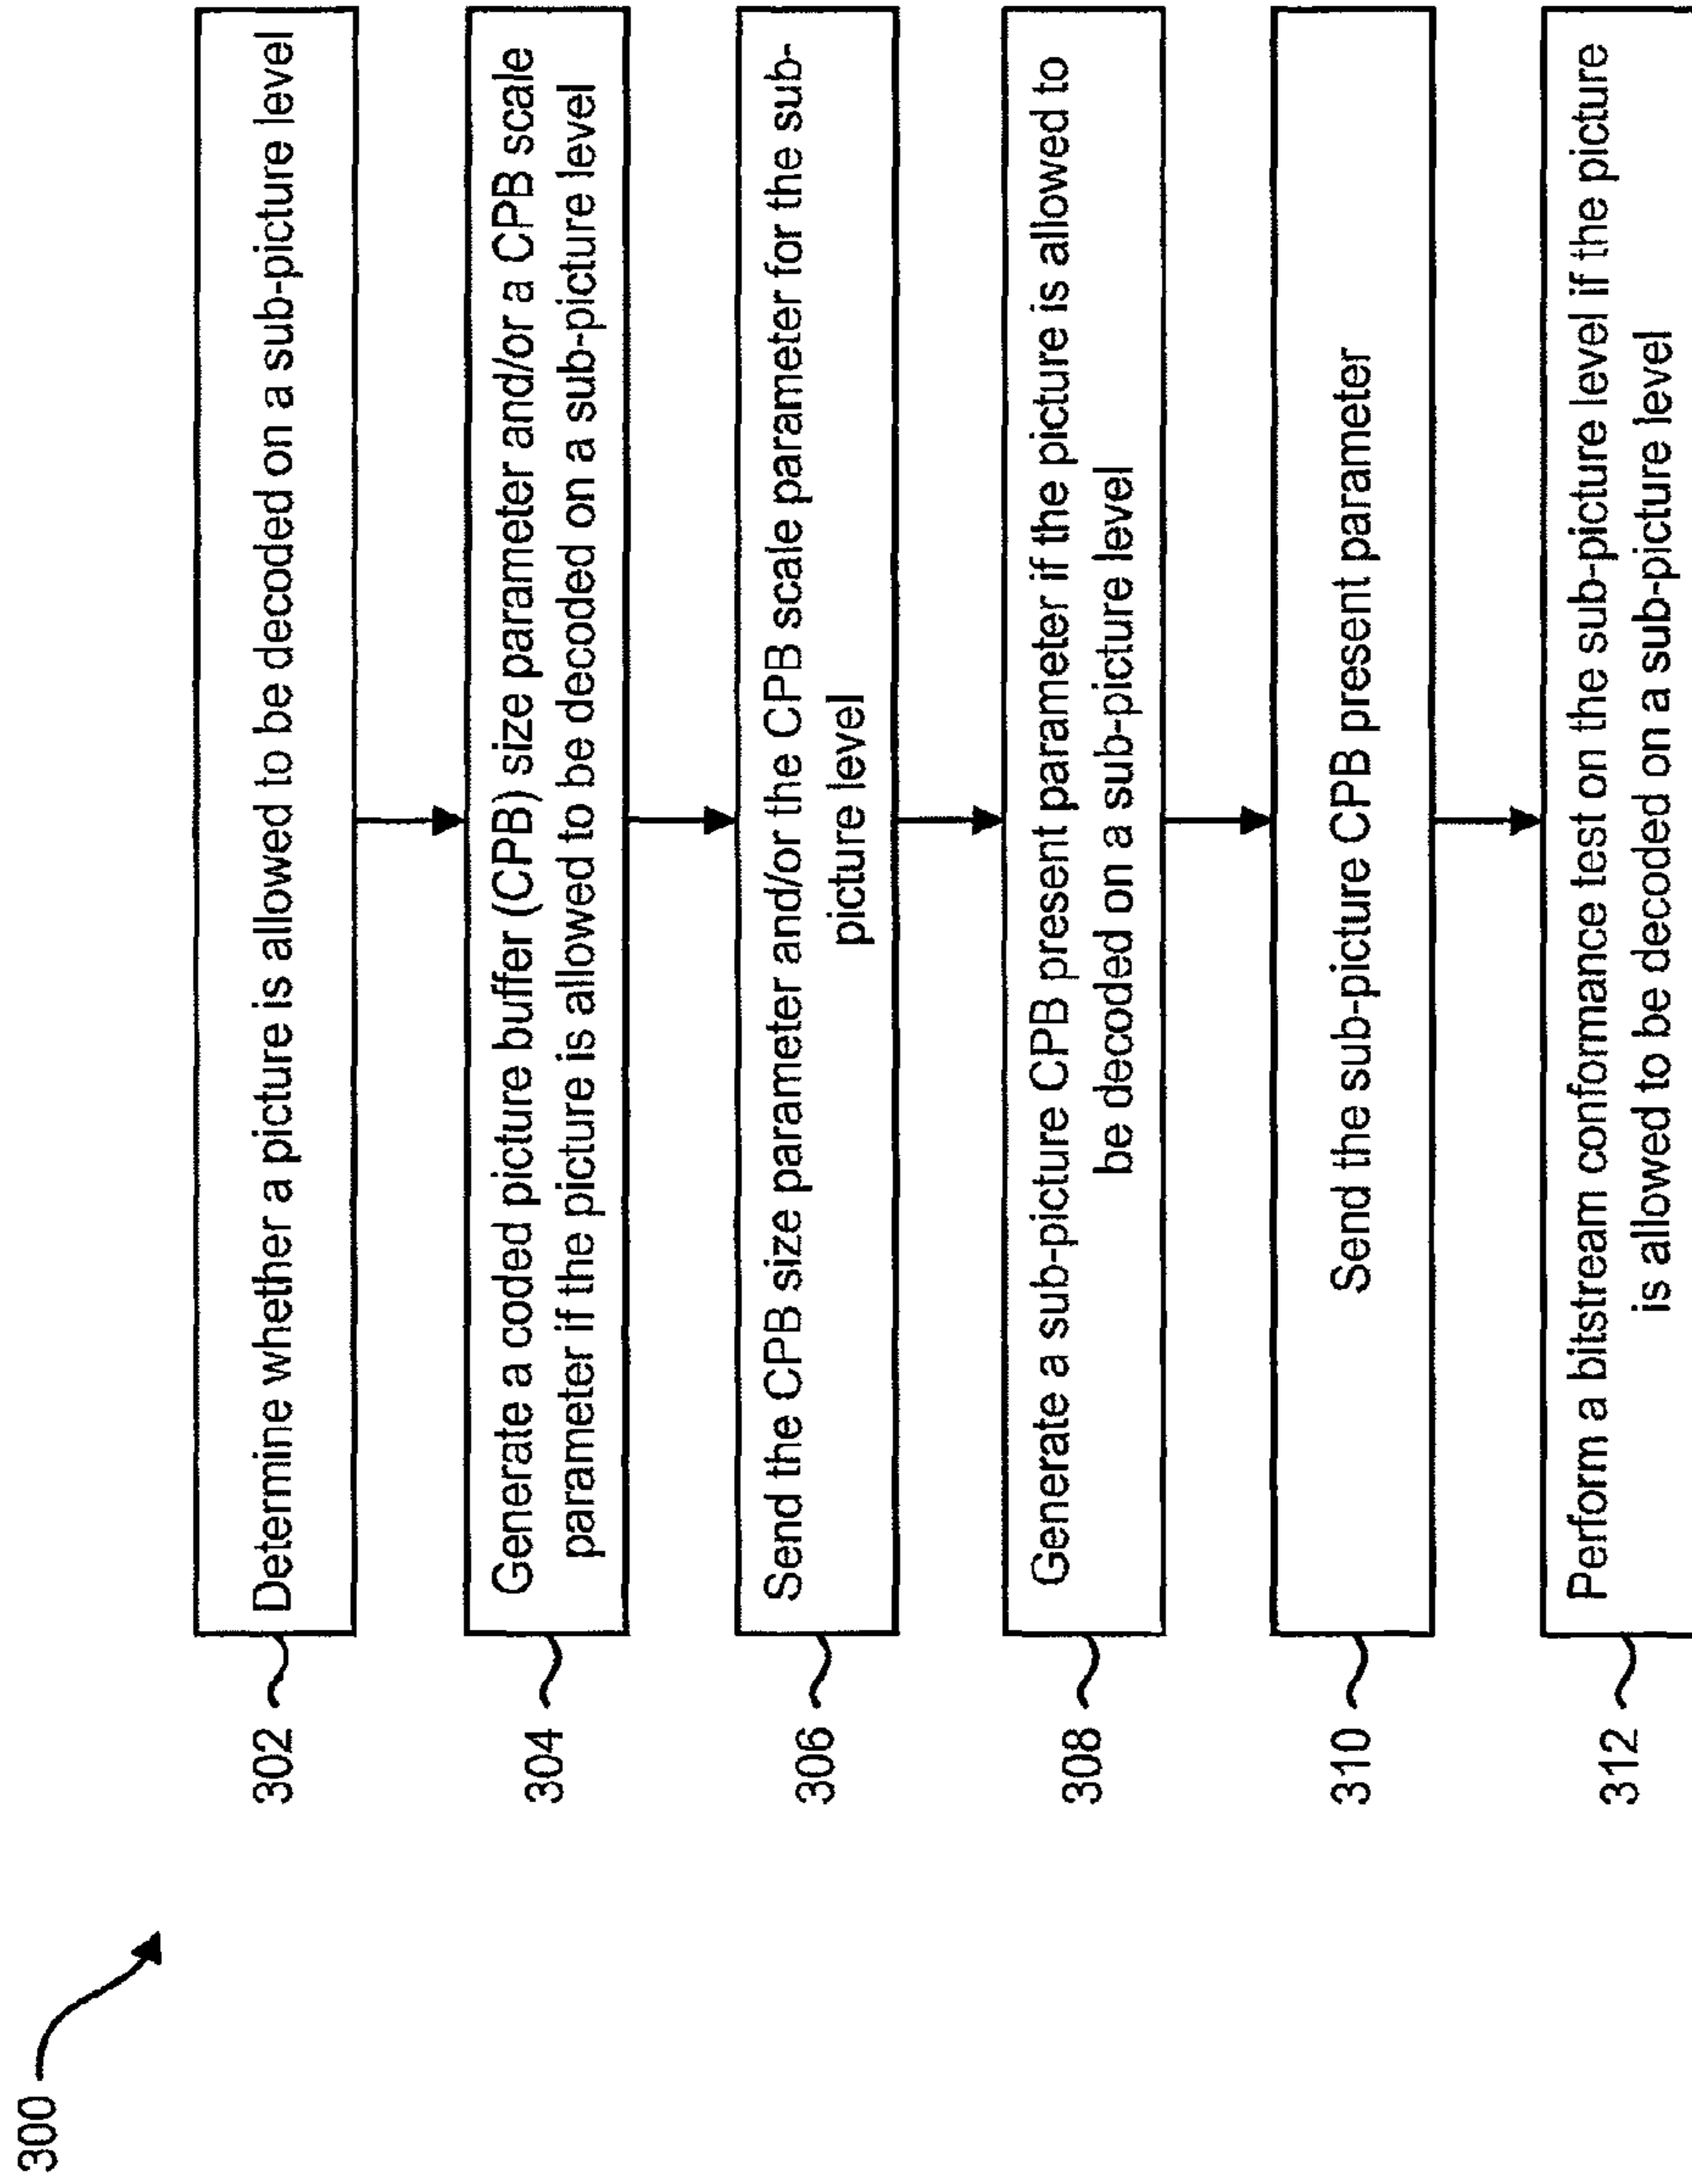 300
302
Determine whether a picture is allowed to be decoded on a sub-picture level
304
Generate a coded picture buffer (CPB) size parameter and/or a CPB scale
parameter if the picture is allowed to be decoded on a sub-picture level
306
Send the CPB size parameter and/or the CPB scale parameter for the sub-
picture level
308
Generate a sub-picture CPB present parameter if the picture is allowed to
be decoded on a sub-picture level
310
Send the sub-picture CPB present parameter
312
Perform a bitstream conformance test on the sub-picture level if the picture
is allowed to be decoded on a sub-picture level